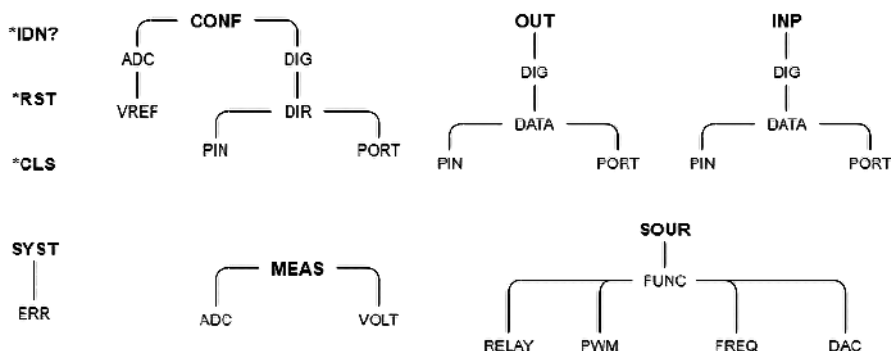 CONF
OUT
INP
*IDN?
ADC
DIG
DIG
DIG
*RST
VREF
DIR
DATA
DATA
PIN
PORT
PIN
PORT
PIN
PORT
*CLS
SYST
MEAS
SOUR
FUNC
ERR
ADC
VOLT
RELAY
PWM
FREQ
DAC